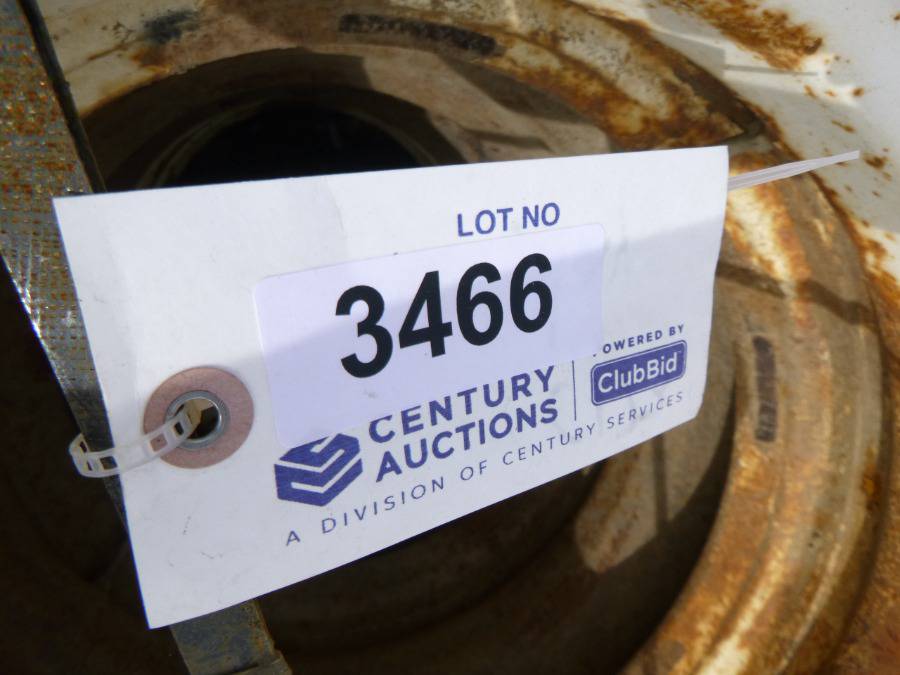 LOT NO
3466
CENTURY
AUCTIONS
POWERED BY
ClubBid
A DIVISION OF CENTURY SERVICES